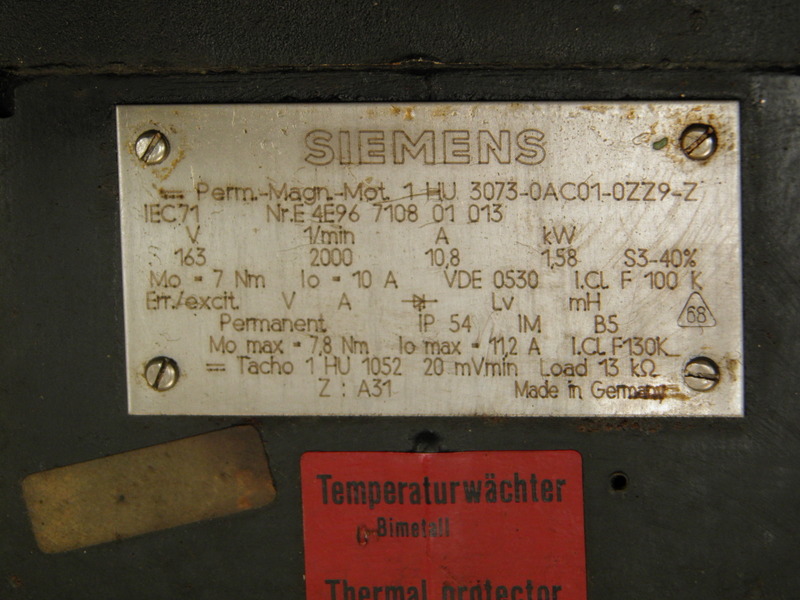 SIEMENS
Perm.-Magn.-Mot. 1 HU 3073-0AC01-0ZZ9-Z
IEC71 Nr.E 4E96 7108 01 013
V 1/min A kW
163 2000 10,8 1,58 S3-40%
Mo = 7 Nm Io = 10 A VDE 0530 I.Cl. F 100 K
Err./excit. V A Lv mH
68
Permanent IP 54 IM B5
Mo max = 7,8 Nm Io max = 11,2 A I.Cl. F130K
Tacho 1 HU 1052 20 mVmin Load 13 kΩ
Z : A31 Made in Germany
Temperaturwächter
Bimetall
Thermal protector